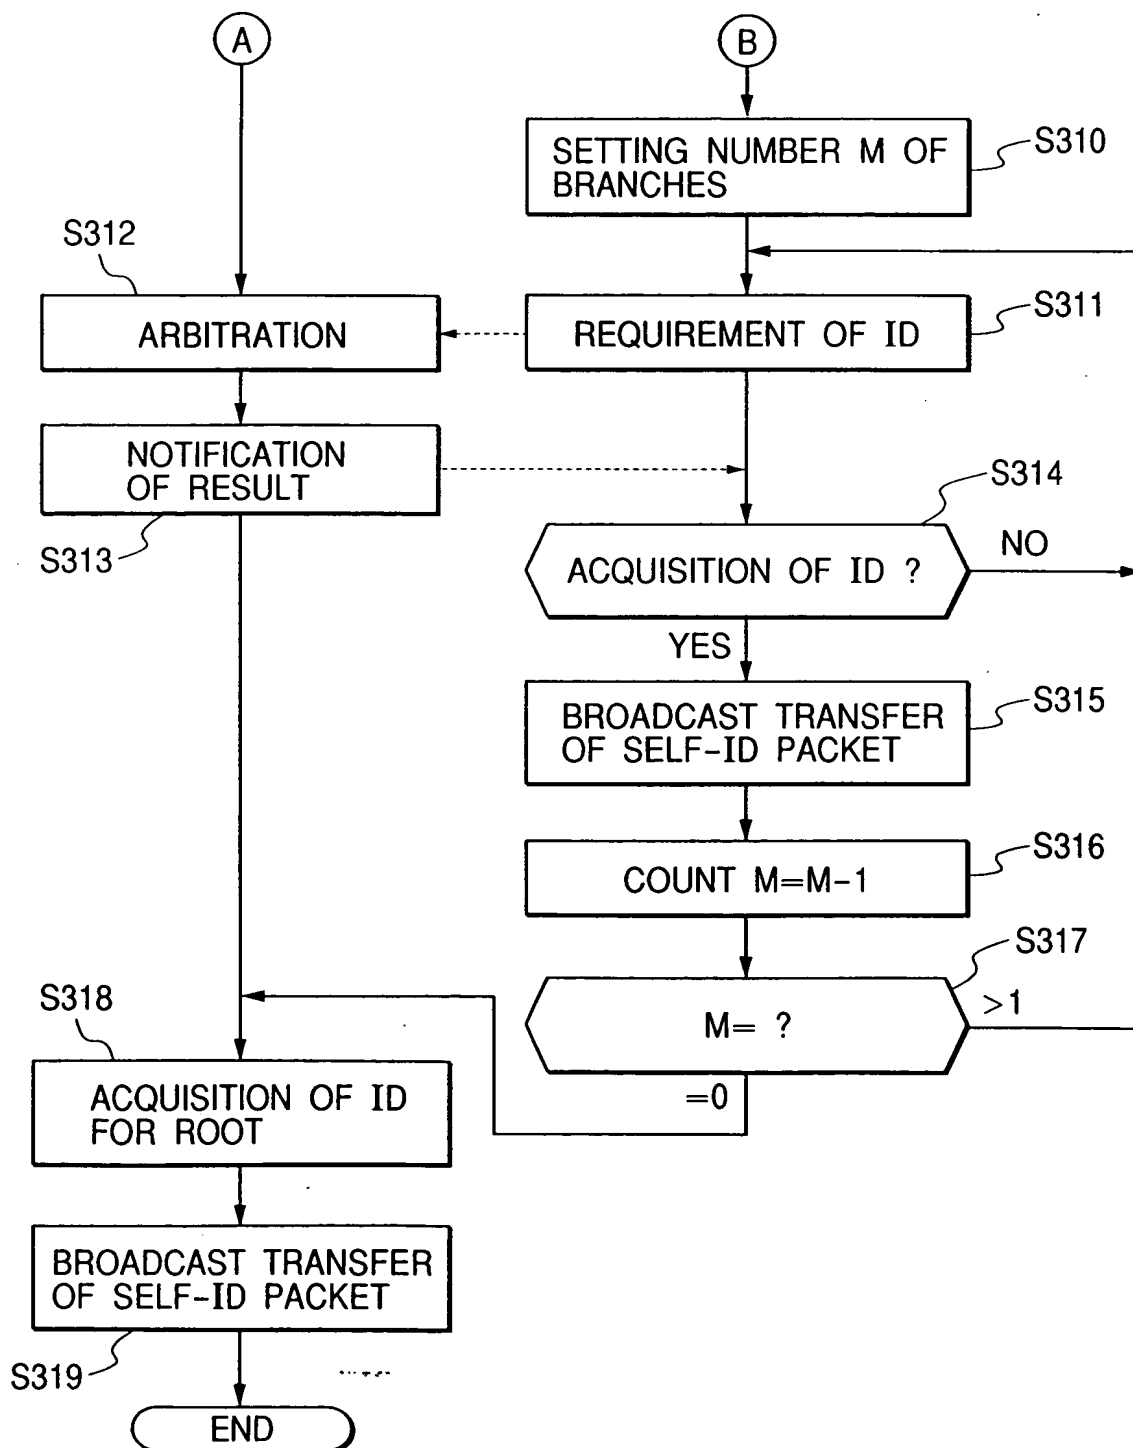 A
B
SETTING NUMBER M OF
BRANCHES
S310
S312
ARBITRATION
REQUIREMENT OF ID
S311
NOTIFICATION
OF RESULT
S313
S314
ACQUISITION OF ID ?
NO
YES
BROADCAST TRANSFER
OF SELF-ID PACKET
S315
COUNT M=M-1
S316
S317
M= ?
>1
=0
S318
ACQUISITION OF ID
FOR ROOT
BROADCAST TRANSFER
OF SELF-ID PACKET
S319
END